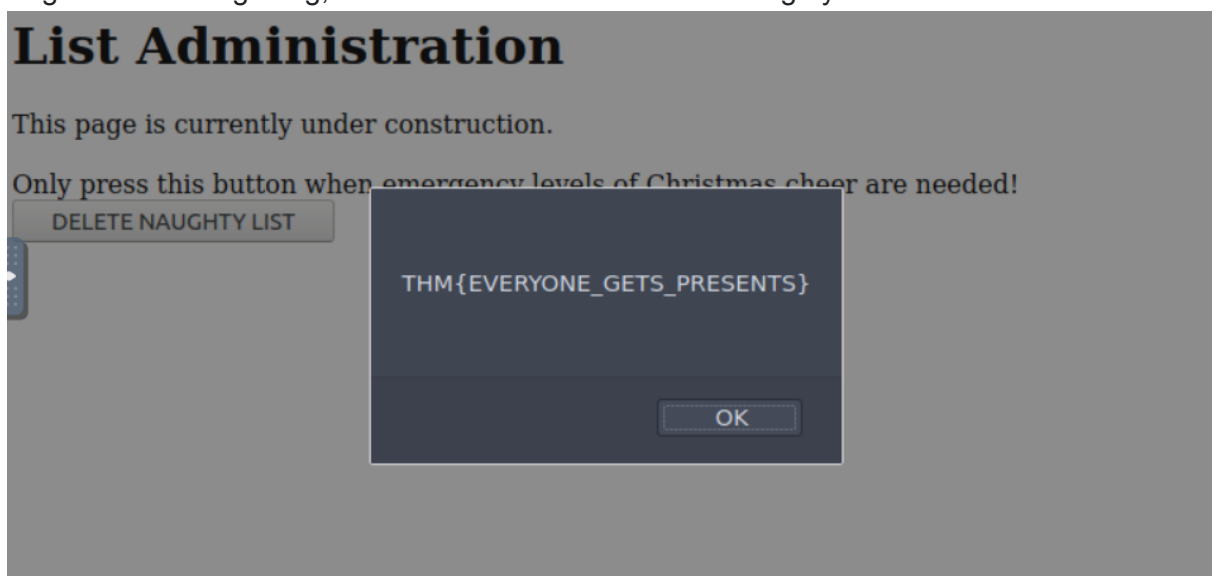 List Administration
This page is currently under construction.
Only press this button when emergency levels of Christmas cheer are needed!
DELETE NAUGHTY LIST
THM{EVERYONE_GETS_PRESENTS}
OK